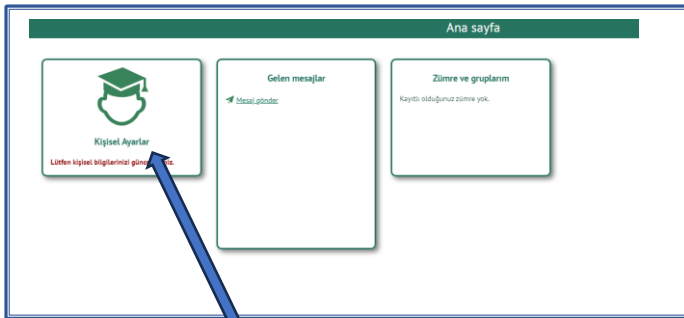 Ana sayfa
Kişisel Ayarlar
Lütfen kişisel bilgilerinizi
Gelen mesajlar
Mesaj gönder
Zümre ve gruplarım
Kayıtlı olduğunuz zümre yok.